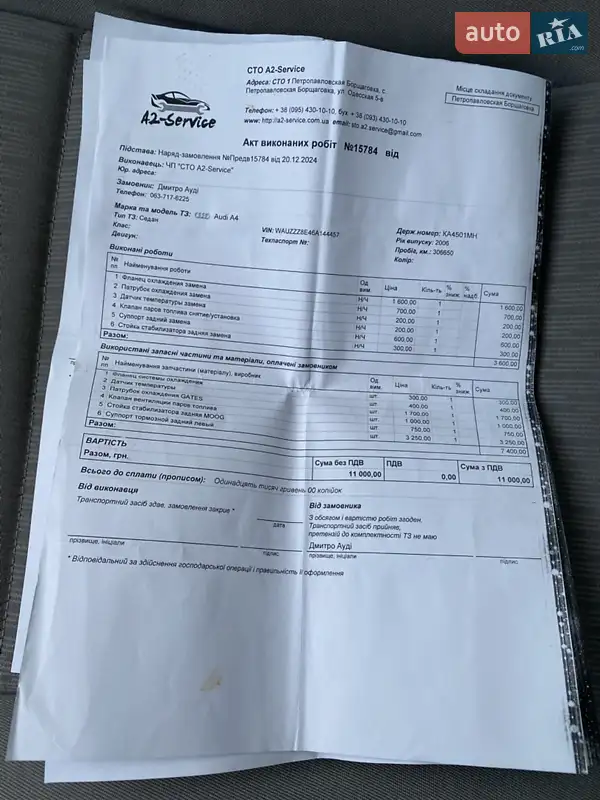 auto RIA .com
СТО A2-Service
Адреса: СТО 1 Петропавловская Борщаговка, с.
Петропавловская Борщаговка, ул. Одесская 5-в
Телефон: + 38 (095) 430-10-10, бух + 38 (093) 430-10-10
www: http://a2-service.com.ua email: sto.a2.service@gmail.com
Місце складання документу
Петропавловская Борщаговка
A2-Service
Акт виконаних робіт №15784 від
Підстава: Наряд-замовлення №Предв15784 від 20.12.2024
Виконавець: ЧП "СТО A2-Service"
Юр. адреса:
Замовник: Дмитро Ауді
Телефон: 063-717-6225
Марка та модель ТЗ: Audi A4
Тип ТЗ: Седан
Клас:
Двигун:
VIN: WAUZZZ8E46A144457
Техпаспорт №:
Держ.номер: KA4501MH
Рік випуску: 2006
Пробіг, км.: 306650
Колір:
Виконані роботи
№ пп Найменування роботи Од вим. Ціна Кіль-ть % зниж % надб Сума
1 Фланец охлаждения замена Н/Ч 1 600,00 1 1 600,00
2 Патрубок охлаждения замена Н/Ч 700,00 1 700,00
3 Датчик температуры замена Н/Ч 200,00 1 200,00
4 Клапан паров топлива снятие/установка Н/Ч 200,00 1 200,00
5 Суппорт задний замена Н/Ч 600,00 1 600,00
6 Стойка стабилизатора задняя замена Н/Ч 300,00 1 300,00
Разом: 3 600,00
Використані запасні частини та матеріали, оплачені замовником
№ пп Найменування запчастини (матеріалу), виробник Од вим. Ціна Кіль-ть % зниж Сума
1 Фланец системы охлаждения шт 300,00 1 300,00
2 Датчик температуры шт 400,00 1 400,00
3 Патрубок охлаждения GATES шт 1 700,00 1 1 700,00
4 Клапан вентиляции паров топлива шт 1 000,00 1 1 000,00
5 Стойка стабилизатора задняя MOOG шт 750,00 1 750,00
6 Суппорт тормозной задний левый шт 3 250,00 1 3 250,00
Разом: 7 400,00
ВАРТІСТЬ Сума без ПДВ ПДВ Сума з ПДВ
Разом, грн. 11 000,00 0,00 11 000,00
Всього до сплати (прописом): Одинадцять тисяч гривень 00 копійок
Від виконавця
Транспортний засіб здав, замовлення закрив *
дата
прізвище, ініціали підпис
Від замовника
З обсягом і вартістю робіт згоден.
Транспортний засіб прийняв;
претензій до комплектності ТЗ не маю
Дмитро Ауді
прізвище, ініціали підпис
* Відповідальний за здійснення господарської операції і правильність її оформлення